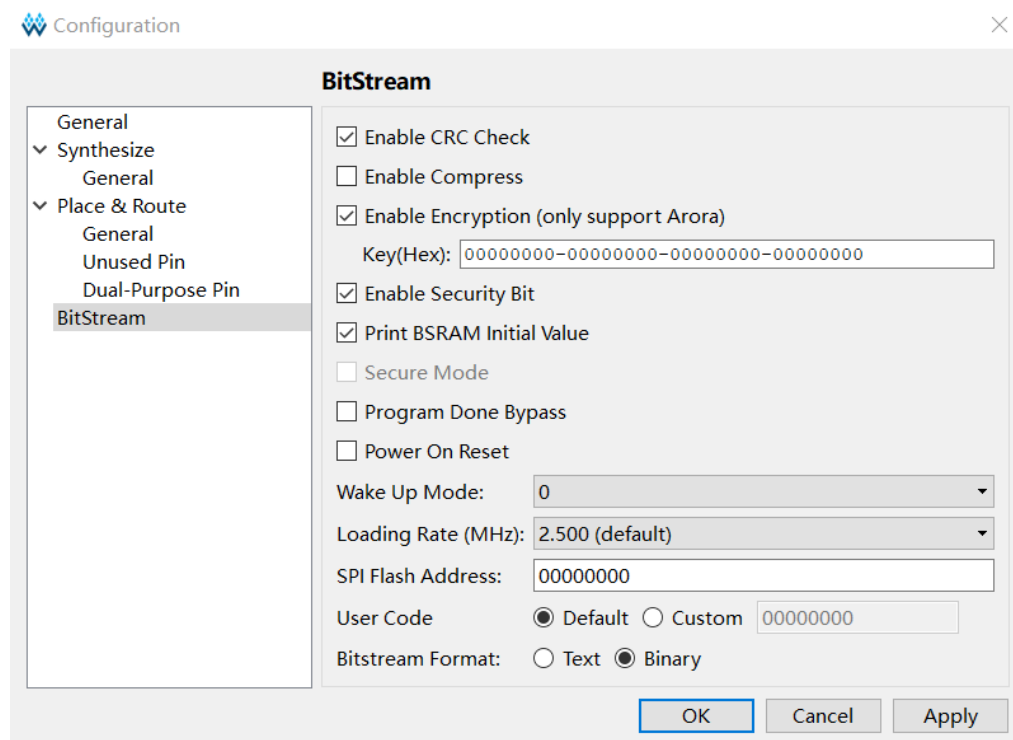 Configuration
BitStream
General
Synthesize
General
Place & Route
General
Unused Pin
Dual-Purpose Pin
BitStream
Enable CRC Check
Enable Compress
Enable Encryption (only support Arora)
Key(Hex): 00000000-00000000-00000000-00000000
Enable Security Bit
Print BSRAM Initial Value
Secure Mode
Program Done Bypass
Power On Reset
Wake Up Mode: 0
Loading Rate (MHz): 2.500 (default)
SPI Flash Address: 00000000
User Code Default Custom 00000000
Bitstream Format: Text Binary
OK Cancel Apply